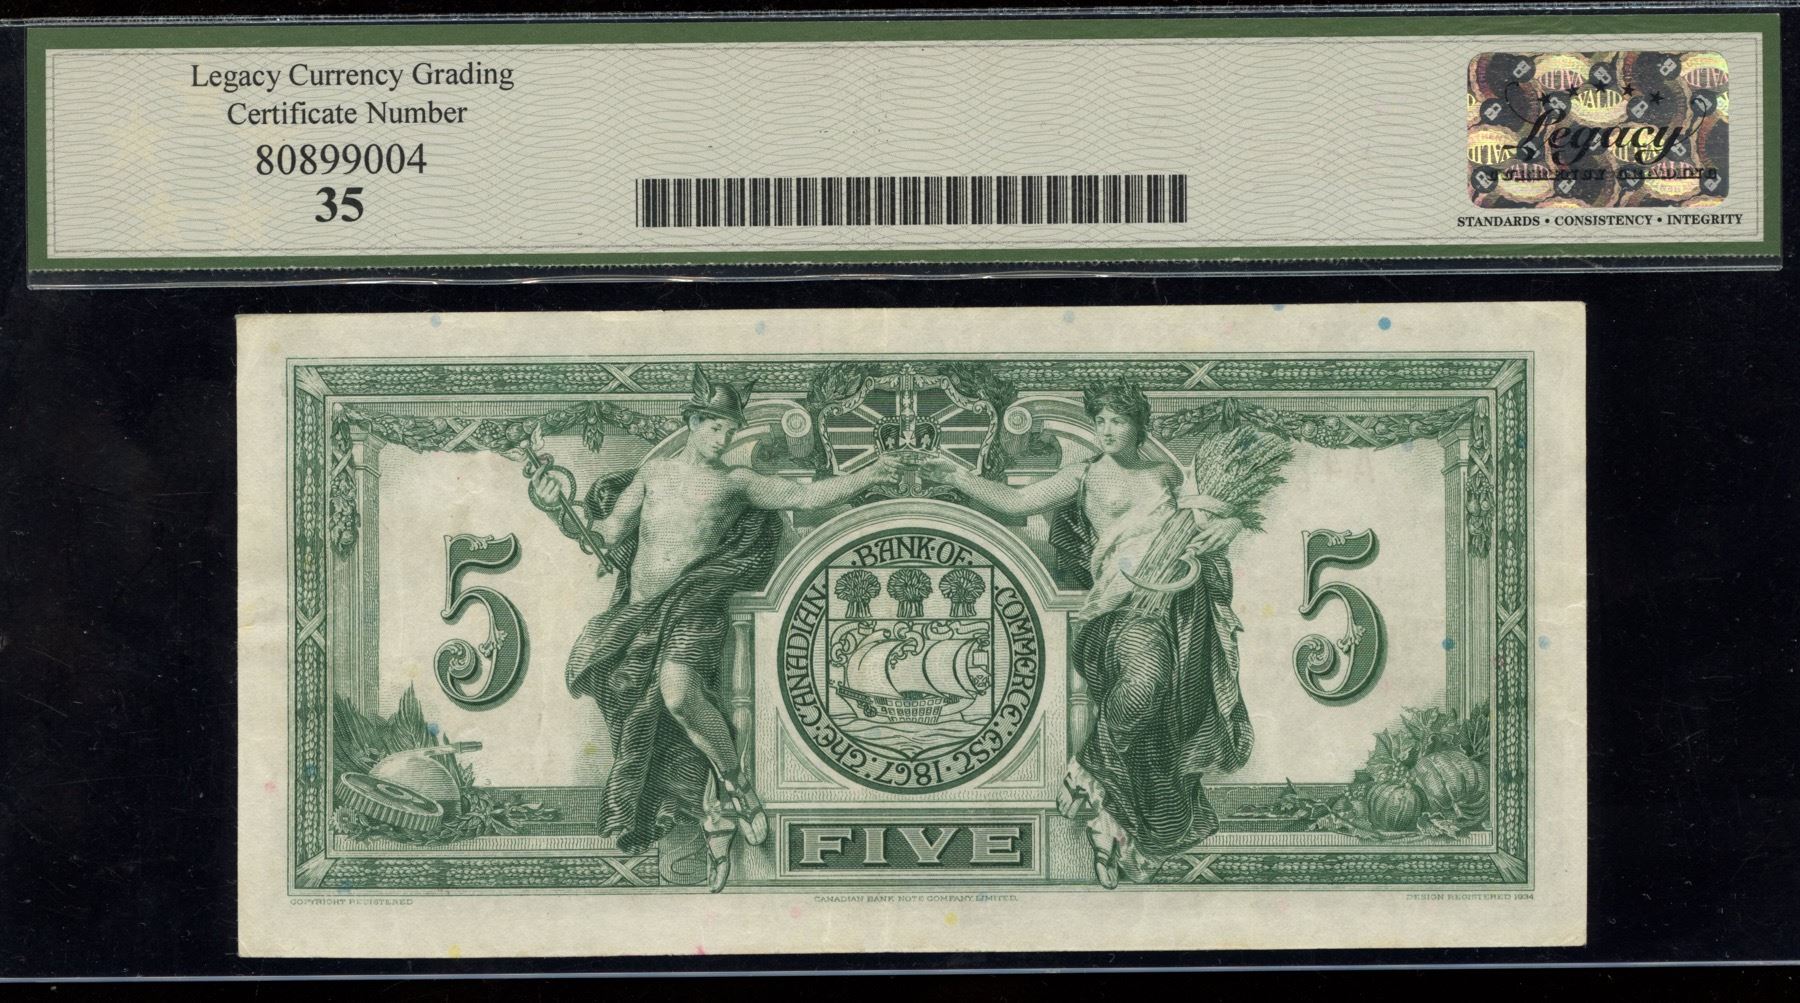 Legacy Currency Grading
Certificate Number
80899004
35
VALID
Legacy
STANDARDS • CONSISTENCY • INTEGRITY
5
5
·THE·CANADIAN·BANK·OF·COMMERCE:EST·1867·
FIVE
COPYRIGHT REGISTERED
CANADIAN BANK NOTE COMPANY, LIMITED.
DESIGN REGISTERED 1934